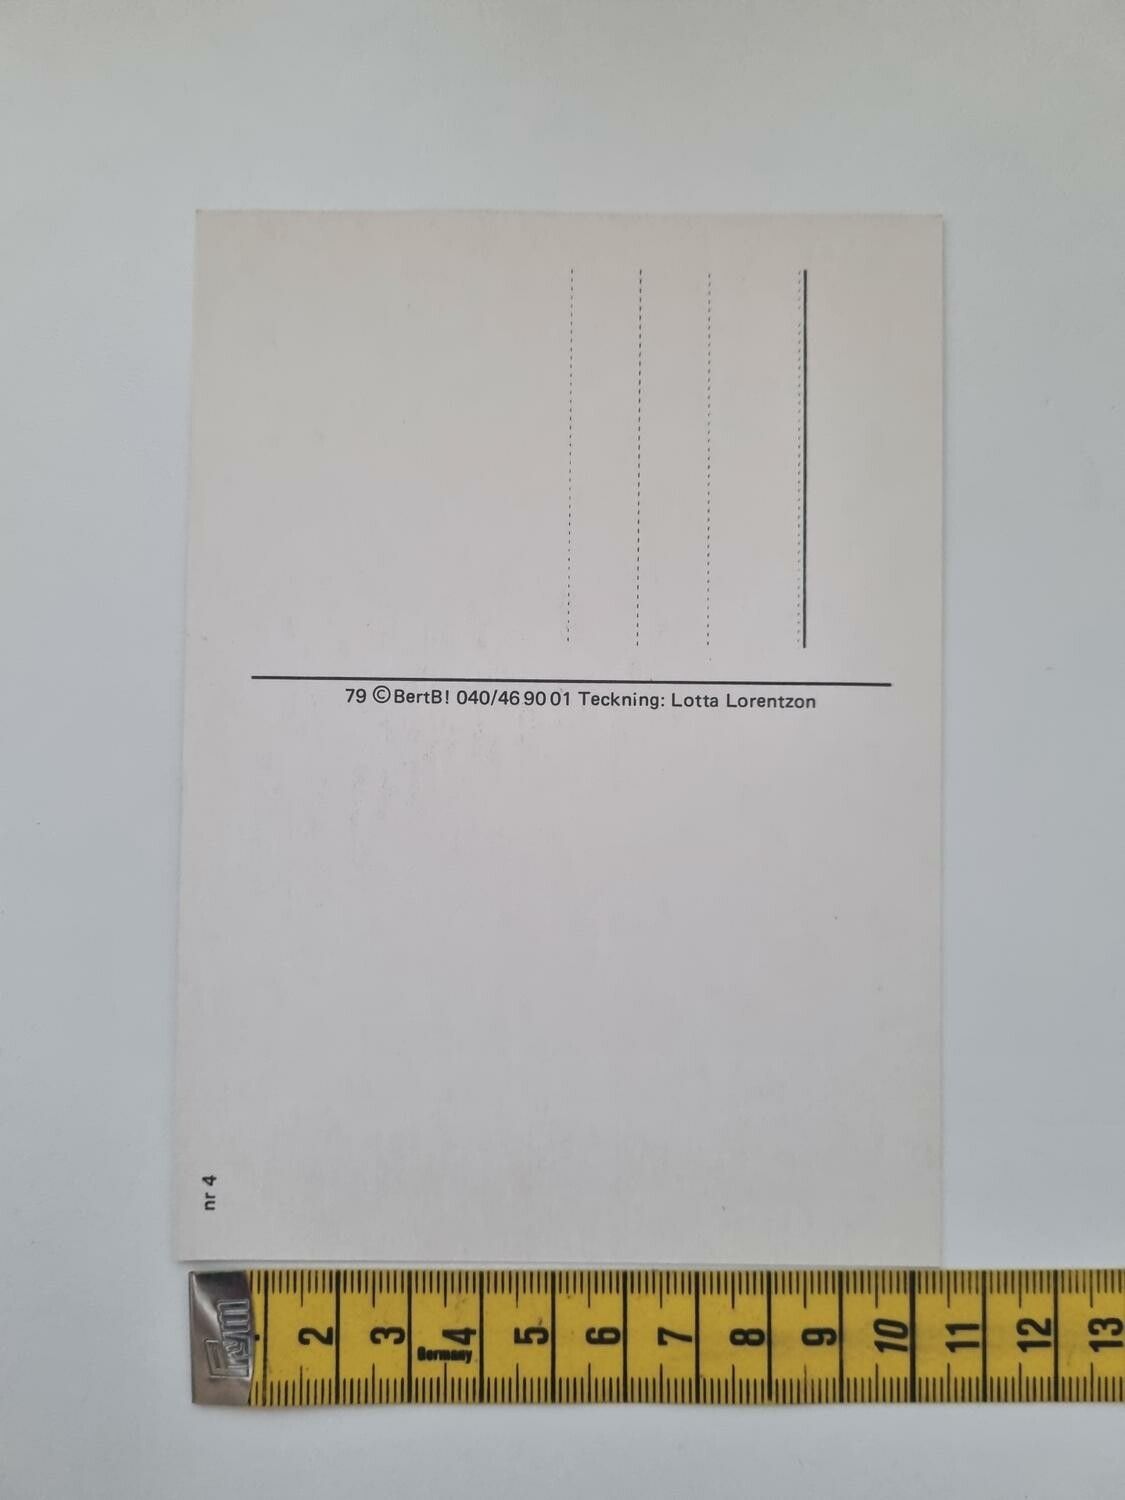 79 ©BertB! 040/46 90 01 Teckning: Lotta Lorentzon
nr 4
Prym
2 3 4 5 6 7 8 9 10 11 12 13
Germany